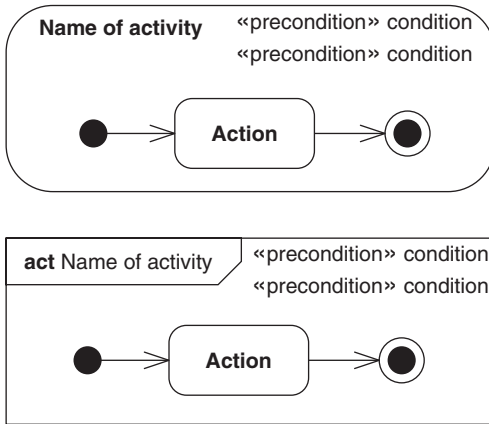 Name of activity «precondition» condition
«precondition» condition
Action
act Name of activity «precondition» condition
«precondition» condition
Action